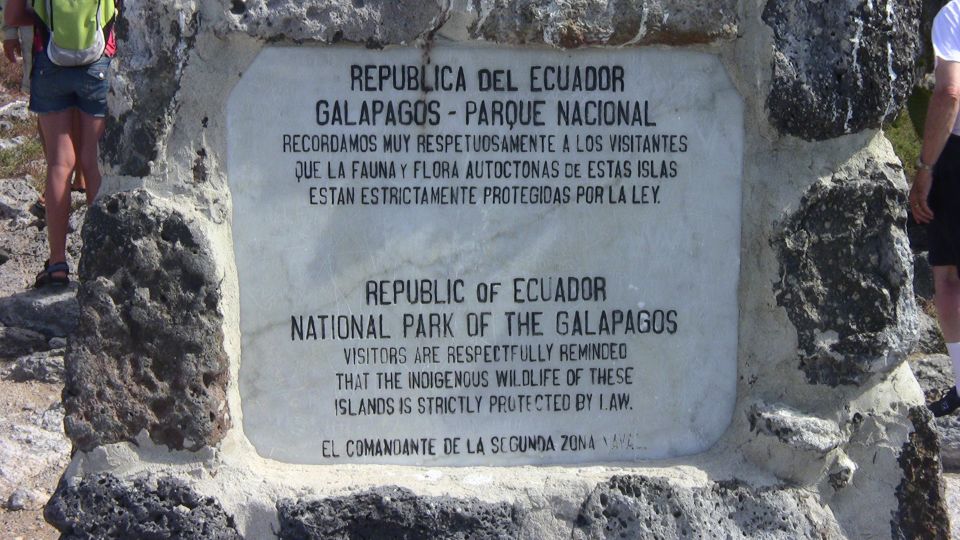 REPUBLICA DEL ECUADOR
GALAPAGOS - PARQUE NACIONAL
RECORDAMOS MUY RESPETUOSAMENTE A LOS VISITANTES
QUE LA FAUNA Y FLORA AUTOCTONAS DE ESTAS ISLAS
ESTAN ESTRICTAMENTE PROTEGIDAS POR LA LEY.
REPUBLIC OF ECUADOR
NATIONAL PARK OF THE GALAPAGOS
VISITORS ARE RESPECTFULLY REMINDED
THAT THE INDIGENOUS WILDLIFE OF THESE
ISLANDS IS STRICTLY PROTECTED BY LAW.
EL COMANDANTE DE LA SEGUNDA ZONA NAVAL